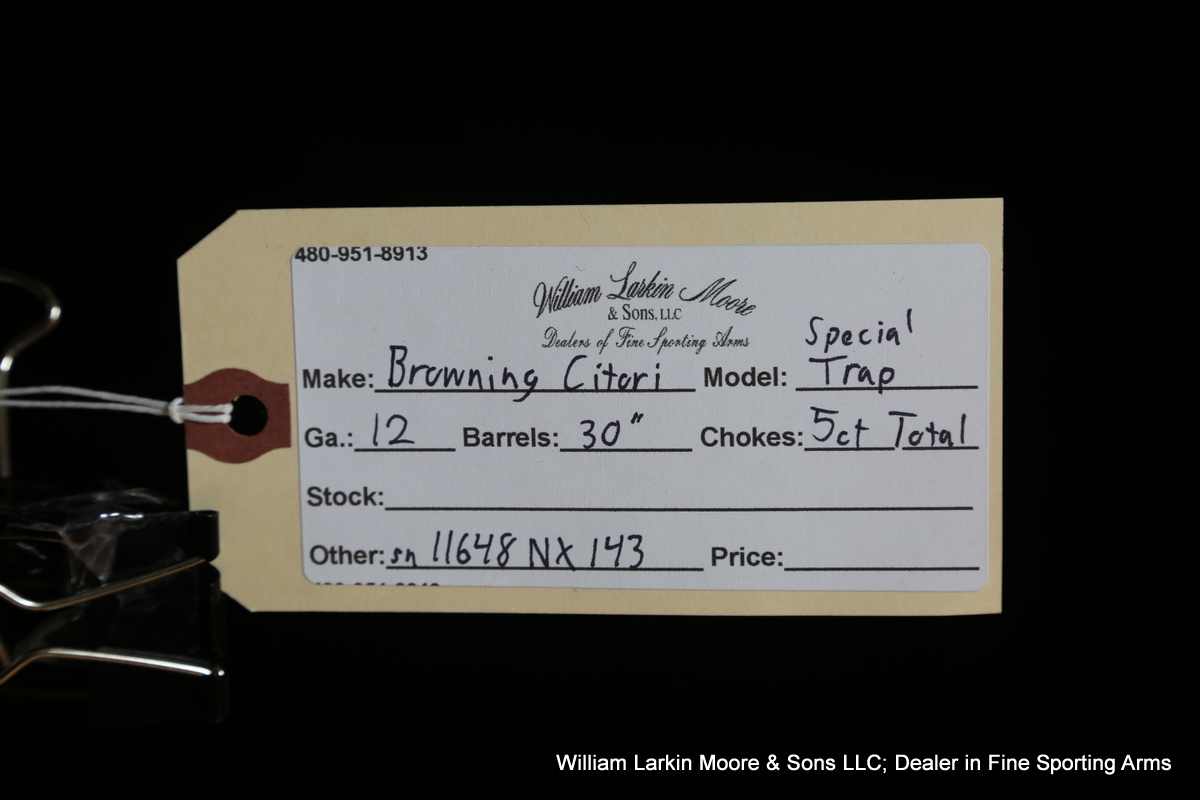 480-951-8913
William Larkin Moore
& Sons, LLC
Dealers of Fine Sporting Arms
Special
Make: Browning Citori Model: Trap
Ga.: 12 Barrels: 30" Chokes: 5ct Total
Stock:
Other: sn 11648 NX 143 Price:
William Larkin Moore & Sons LLC; Dealer in Fine Sporting Arms